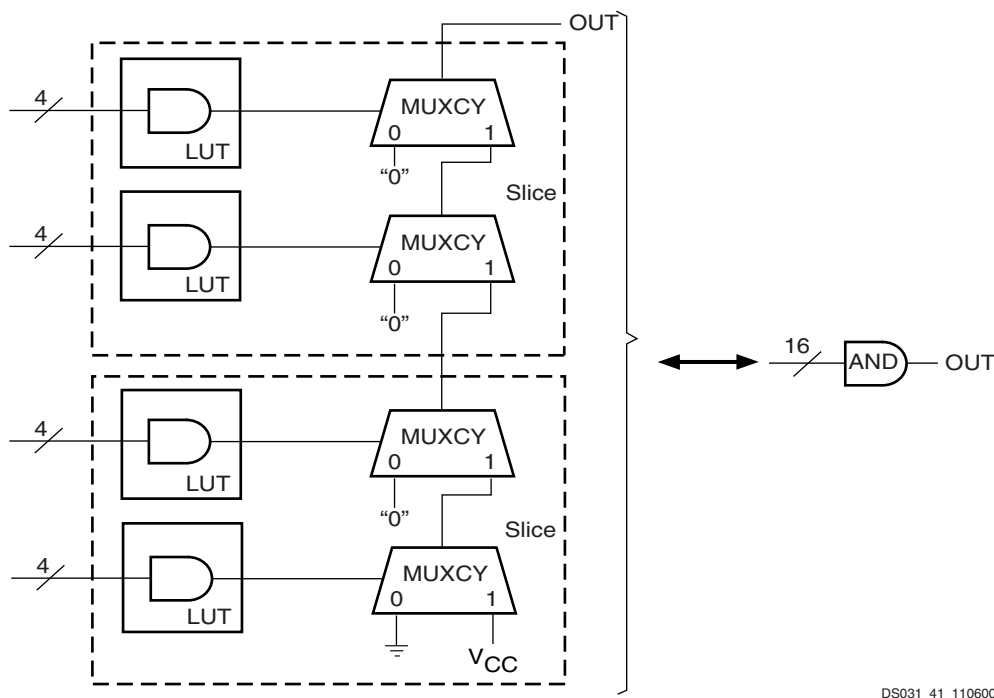 OUT
4
LUT
MUXCY
0 1
“0”
Slice
4
LUT
MUXCY
0 1
“0”
16
AND
OUT
4
LUT
MUXCY
0 1
“0”
Slice
4
LUT
MUXCY
0 1
VCC
DS031_41_110600